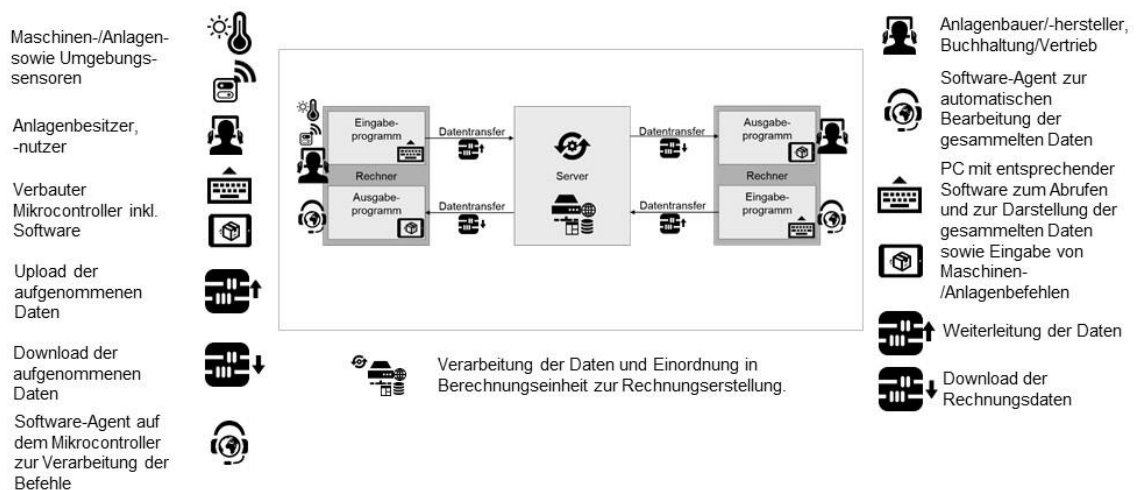 Maschinen-/Anlagen-
sowie Umgebungs-
sensoren
Anlagenbesitzer,
-nutzer
Verbauter
Mikrocontroller inkl.
Software
Upload der
aufgenommenen
Daten
Download der
aufgenommenen
Daten
Software-Agent auf
dem Mikrocontroller
zur Verarbeitung der
Befehle
Eingabe-
programm
Rechner
Ausgabe-
programm
Datentransfer
Datentransfer
Server
Datentransfer
Datentransfer
Ausgabe-
programm
Rechner
Eingabe-
programm
Verarbeitung der Daten und Einordnung in
Berechnungseinheit zur Rechnungserstellung.
Anlagenbauer/-hersteller,
Buchhaltung/Vertrieb
Software-Agent zur
automatischen
Bearbeitung der
gesammelten Daten
PC mit entsprechender
Software zum Abrufen
und zur Darstellung der
gesammelten Daten
sowie Eingabe von
Maschinen-
/Anlagenbefehlen
Weiterleitung der Daten
Download der
Rechnungsdaten